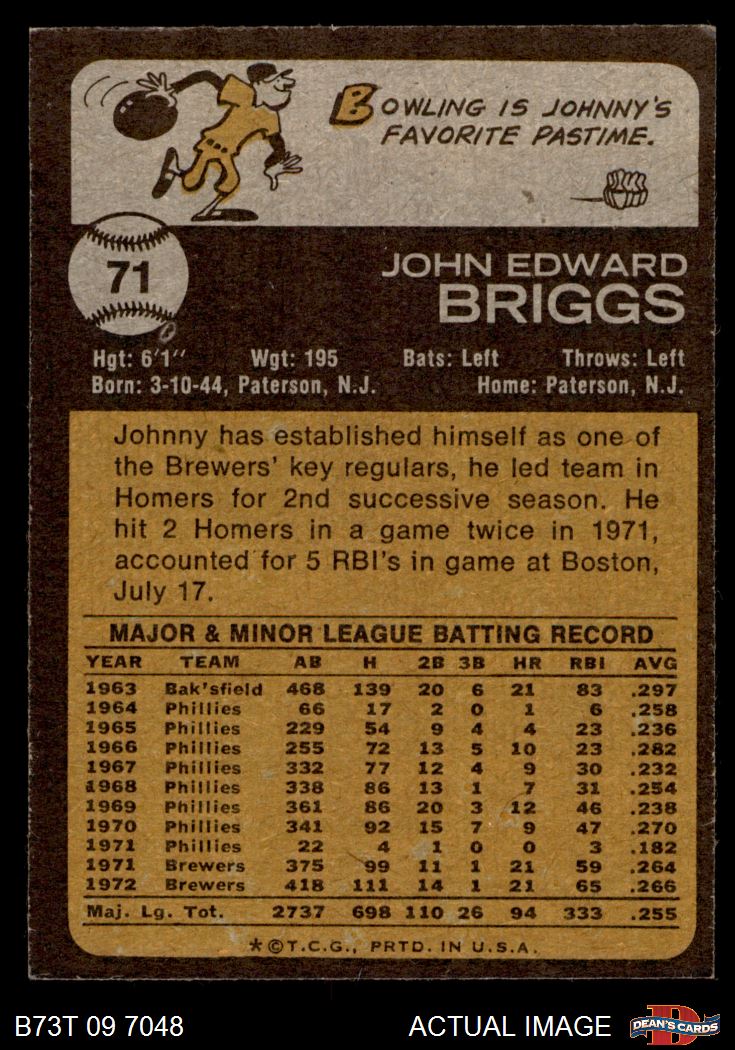 BOWLING IS JOHNNY'S
FAVORITE PASTIME.
71
JOHN EDWARD
BRIGGS
Hgt: 6'1" Wgt: 195 Bats: Left Throws: Left
Born: 3-10-44, Paterson, N.J. Home: Paterson, N.J.
Johnny has established himself as one of
the Brewers' key regulars, he led team in
Homers for 2nd successive season. He
hit 2 Homers in a game twice in 1971,
accounted for 5 RBI's in game at Boston,
July 17.
MAJOR & MINOR LEAGUE BATTING RECORD
YEAR TEAM AB H 2B 3B HR RBI AVG
1963 Bak'sfield 468 139 20 6 21 83 .297
1964 Phillies 66 17 2 0 1 6 .258
1965 Phillies 229 54 9 4 4 23 .236
1966 Phillies 255 72 13 5 10 23 .282
1967 Phillies 332 77 12 4 9 30 .232
1968 Phillies 338 86 13 1 7 31 .254
1969 Phillies 361 86 20 3 12 46 .238
1970 Phillies 341 92 15 7 9 47 .270
1971 Phillies 22 4 1 0 0 3 .182
1971 Brewers 375 99 11 1 21 59 .264
1972 Brewers 418 111 14 1 21 65 .266
Maj. Lg. Tot. 2737 698 110 26 94 333 .255
*©T.C.G., PRTD. IN U.S.A.
B73T 09 7048 ACTUAL IMAGE DEAN'S CARDS